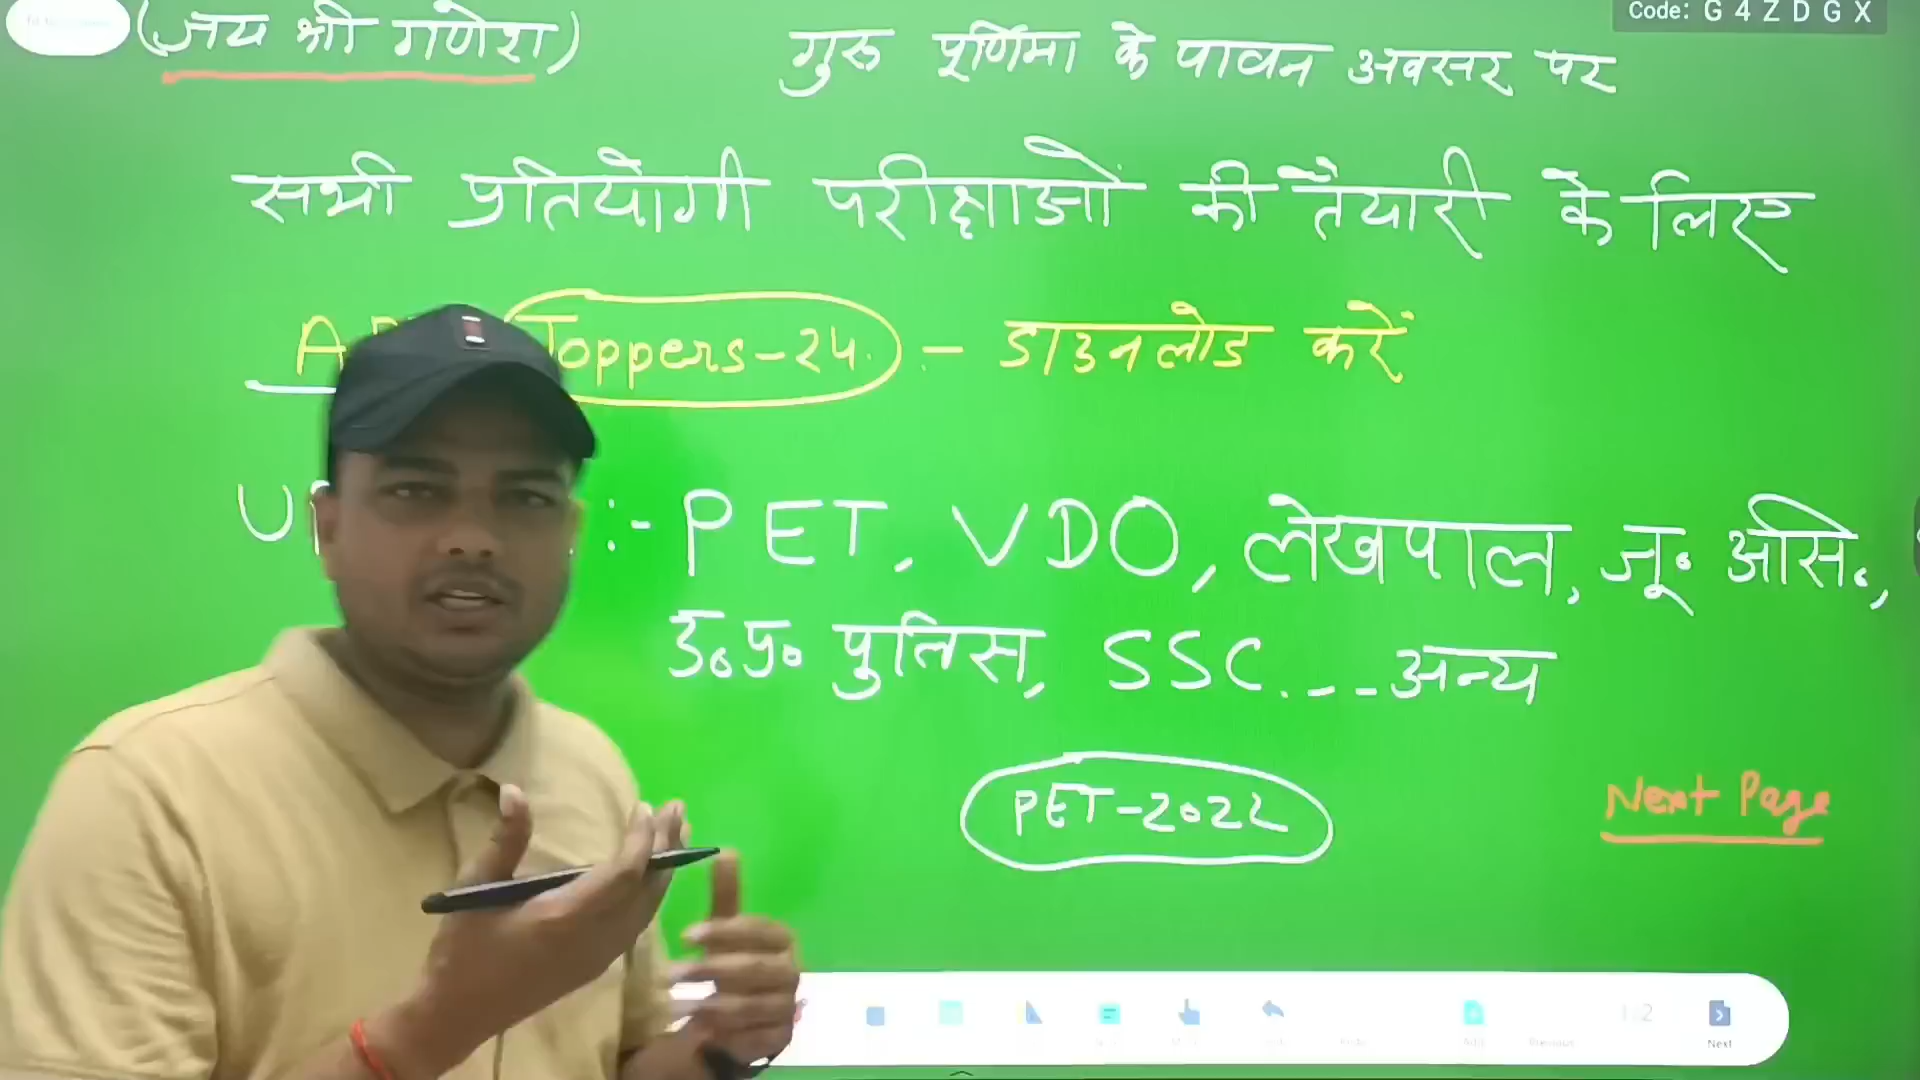 (जय श्री गणेश)
Code: G 4 Z D G X
गुरु पूर्णिमा के पावन अवसर पर
सभी प्रतियोगी परीक्षाओं की तैयारी के लिए
Toppers-24 - डाउनलोड करें
:- PET, VDO, लेखपाल, जू० असि०,
उ०प्र० पुलिस, SSC...अन्य
PET-2022
Next Page
Next